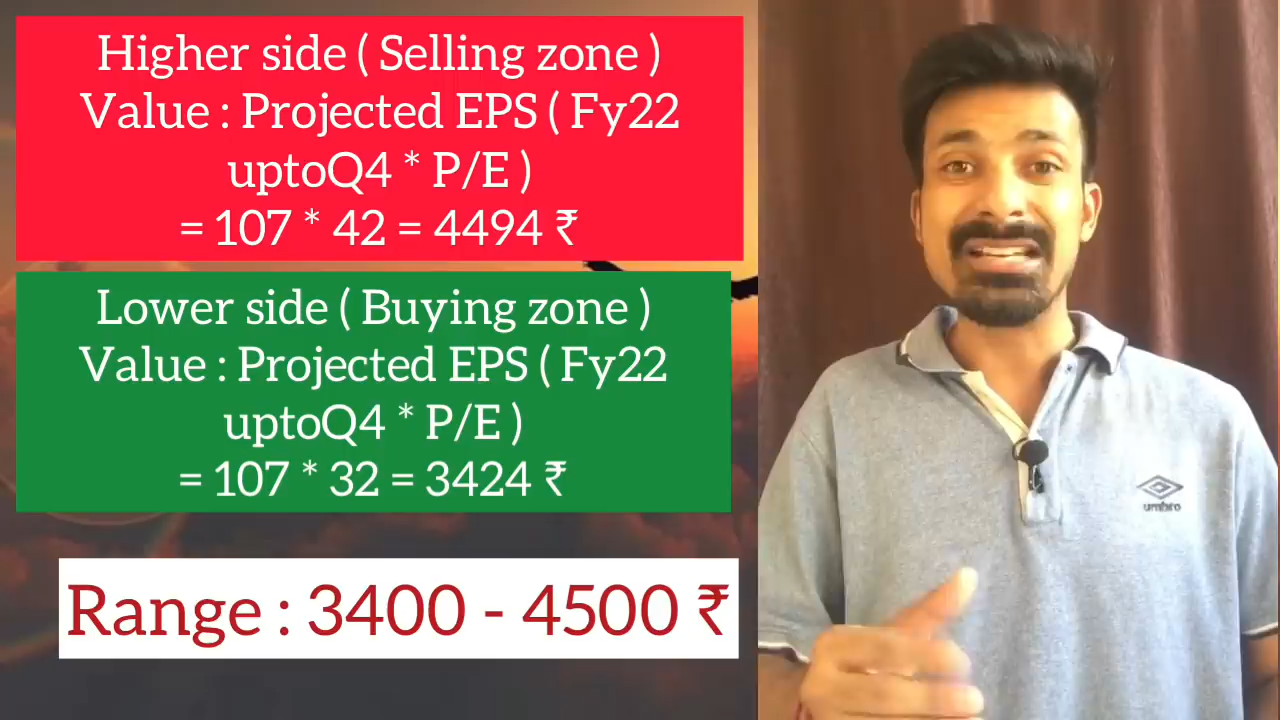 Higher side ( Selling zone )
Value : Projected EPS ( Fy22
uptoQ4 * P/E )
= 107 * 42 = 4494 ₹
Lower side ( Buying zone )
Value : Projected EPS ( Fy22
uptoQ4 * P/E )
= 107 * 32 = 3424 ₹
Range : 3400 - 4500 ₹
umbro